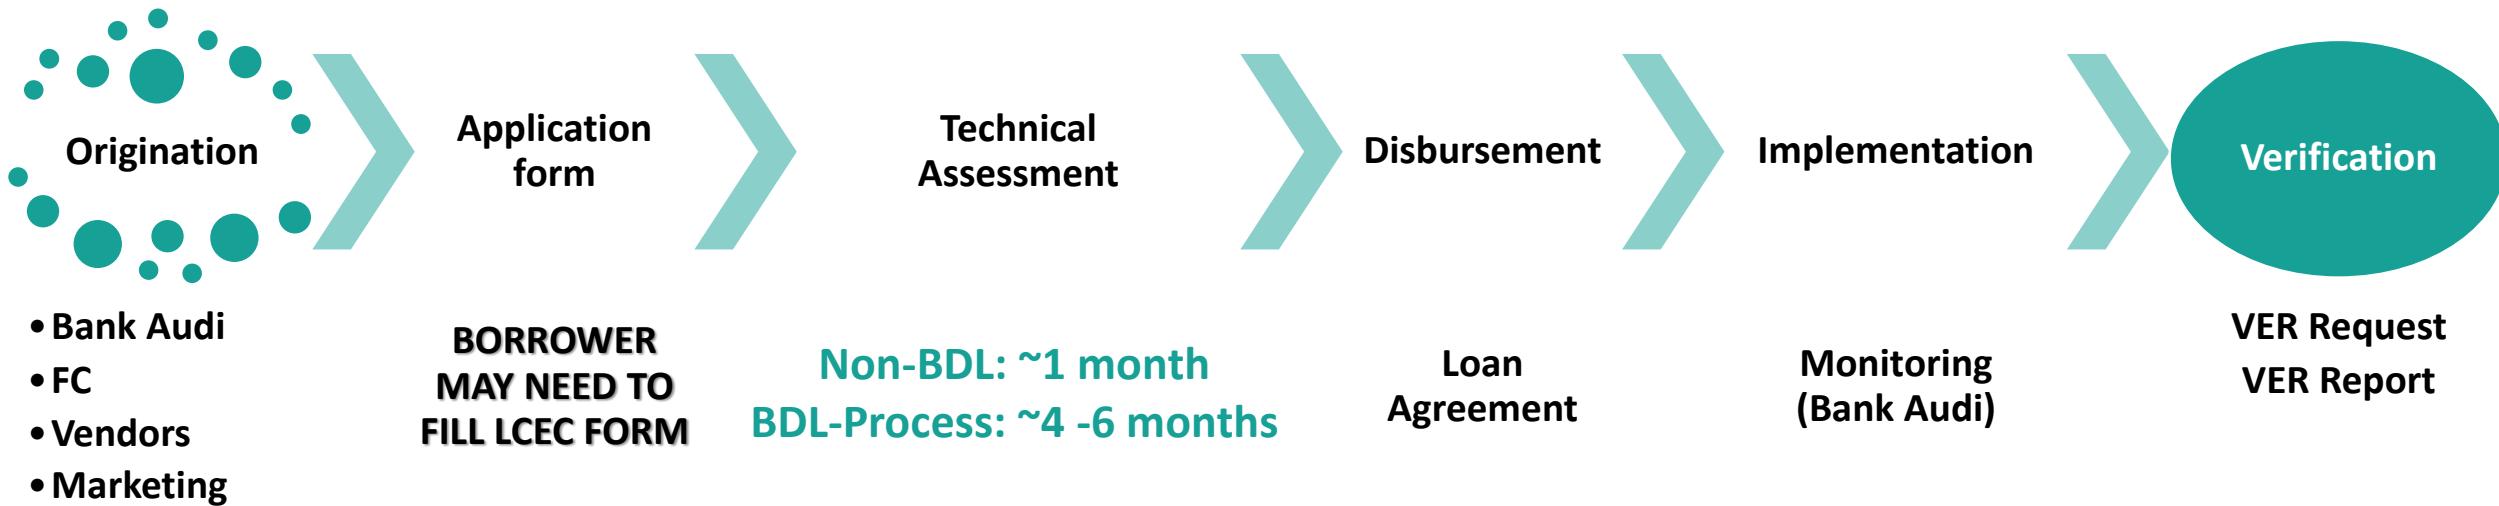 Origination
Application
form
Technical
Assessment
Disbursement
Implementation
Verification
• Bank Audi
• FC
• Vendors
• Marketing
BORROWER
MAY NEED TO
FILL LCEC FORM
Non-BDL: ~1 month
BDL-Process: ~4 -6 months
Loan
Agreement
Monitoring
(Bank Audi)
VER Request
VER Report